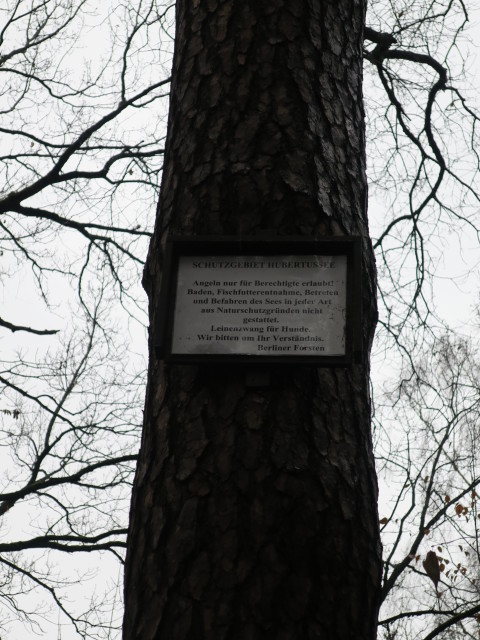 SCHUTZGEBIET HUBERTUSSEE
Angeln nur für Berechtigte erlaubt!
Baden, Fischfutterentnahme, Betreten
und Befahren des Sees in jeder Art
aus Naturschutzgründen nicht
gestattet.
Leinenzwang für Hunde.
Wir bitten um Ihr Verständnis.
Berliner Forsten